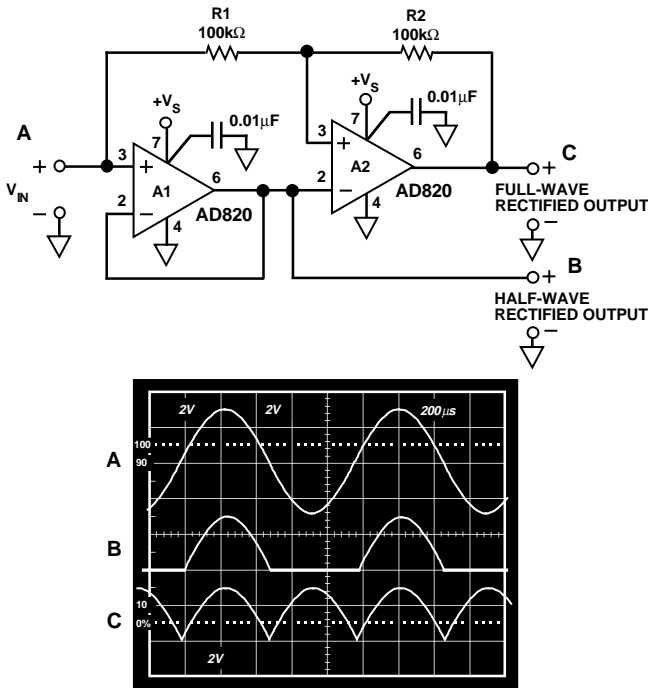 R1
100kΩ
R2
100kΩ
+VS
0.01μF
+VS
0.01μF
A
+
VIN
−
3
2
+
−
A1
7
6
4
AD820
3
2
+
−
A2
7
6
4
AD820
+
C
FULL-WAVE
RECTIFIED OUTPUT
−
+
B
HALF-WAVE
RECTIFIED OUTPUT
−
2V
2V
200μs
100
90
A
B
10
0%
C
2V